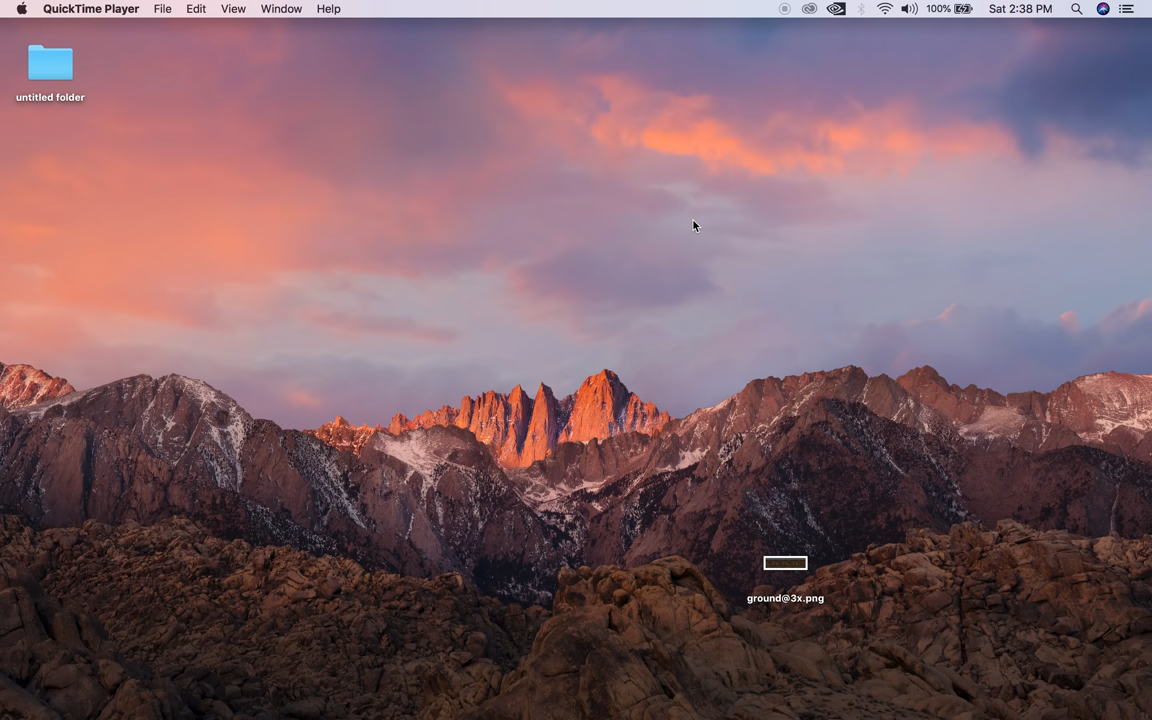 QuickTime Player File Edit View Window Help 100% Sat 2:38 PM
untitled folder
ground@3x.png